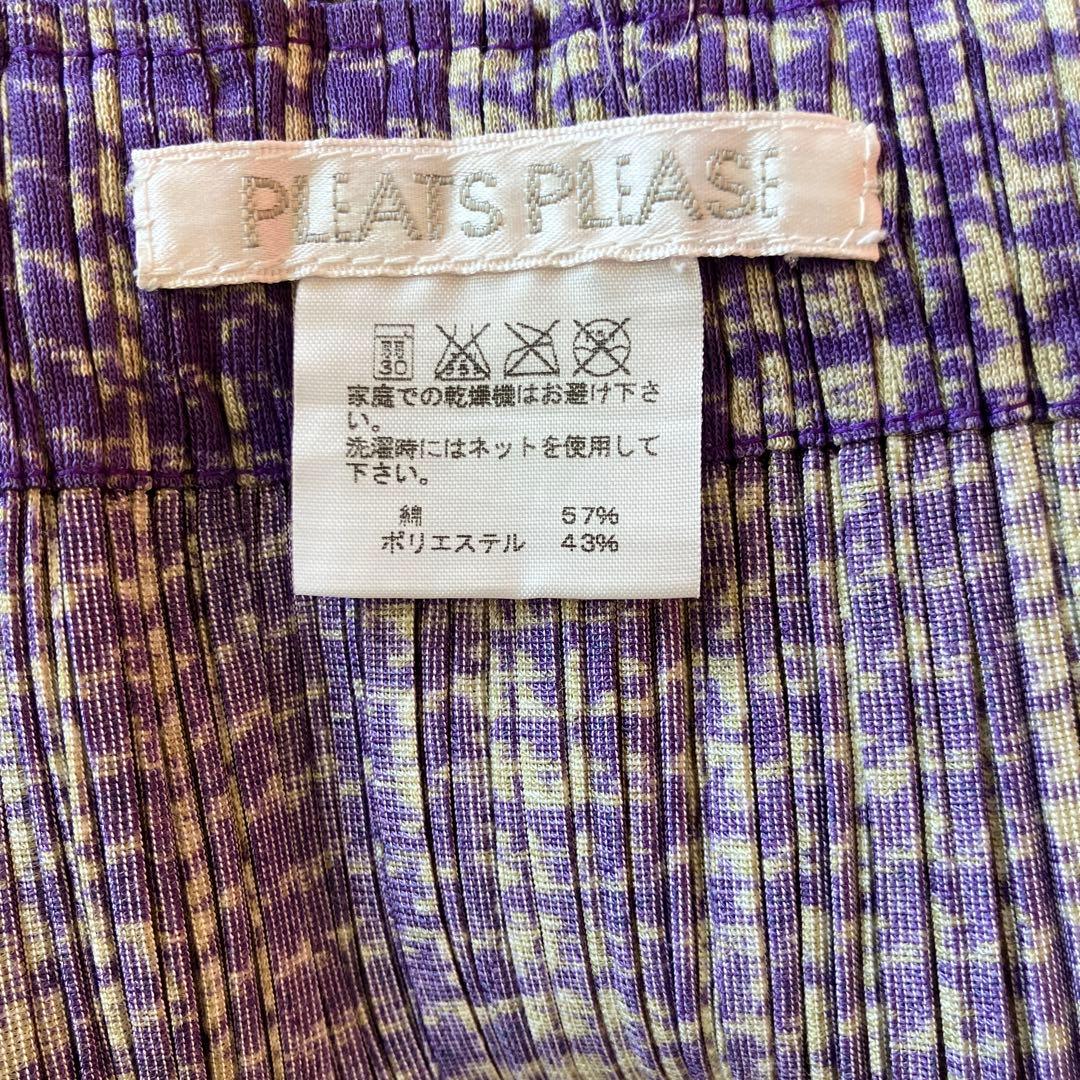 PLEATS PLEASE
弱
30
家庭での乾燥機はお避け下さ
い。
洗濯時にはネットを使用して
下さい。
綿 57%
ポリエステル 43%